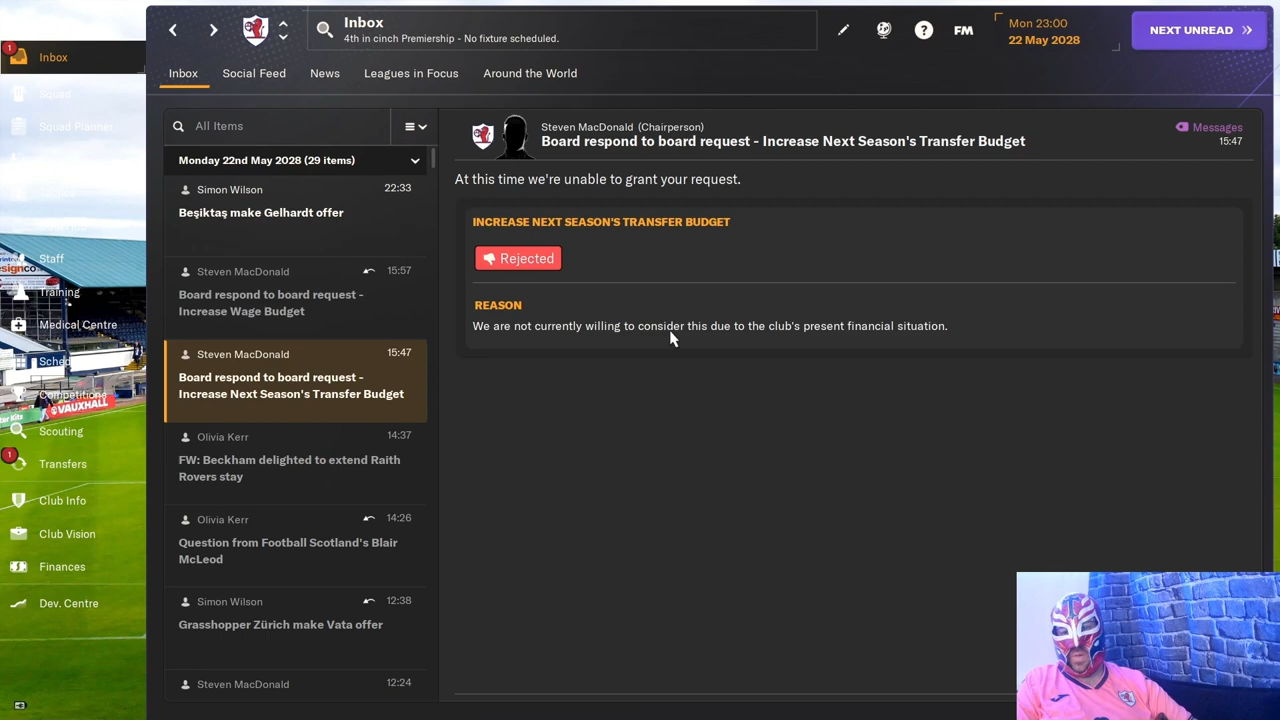 Inbox
4th in cinch Premiership - No fixture scheduled.
FM
Mon 23:00
22 May 2028
NEXT UNREAD
1
Inbox
Squad
Squad Planner
Staff
Training
Medical Centre
Sched
Competitions
Scouting
1
Transfers
Club Info
Club Vision
Finances
Dev. Centre
VAUXHALL
Inbox
Social Feed
News
Leagues in Focus
Around the World
All Items
Monday 22nd May 2028 (29 items)
Simon Wilson
22:33
Beşiktaş make Gelhardt offer
Steven MacDonald
15:57
Board respond to board request -
Increase Wage Budget
Steven MacDonald
15:47
Board respond to board request -
Increase Next Season's Transfer Budget
Olivia Kerr
14:37
FW: Beckham delighted to extend Raith
Rovers stay
Olivia Kerr
14:26
Question from Football Scotland's Blair
McLeod
Simon Wilson
12:38
Grasshopper Zürich make Vata offer
Steven MacDonald
12:24
Steven MacDonald (Chairperson)
Board respond to board request - Increase Next Season's Transfer Budget
Messages
15:47
At this time we're unable to grant your request.
INCREASE NEXT SEASON'S TRANSFER BUDGET
Rejected
REASON
We are not currently willing to consider this due to the club's present financial situation.